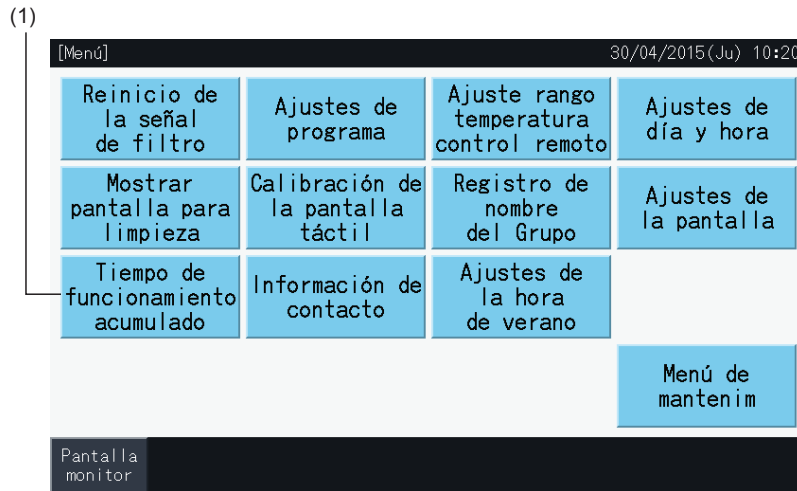 (1)
[Menú] 30/04/2015(Ju) 10:20
Reinicio de
la señal
de filtro
Ajustes de
programa
Ajuste rango
temperatura
control remoto
Ajustes de
día y hora
Mostrar
pantalla para
limpieza
Calibración de
la pantalla
táctil
Registro de
nombre
del Grupo
Ajustes de
la pantalla
Tiempo de
funcionamiento
acumulado
Información de
contacto
Ajustes de
la hora
de verano
Menú de
mantenim
Pantalla
monitor